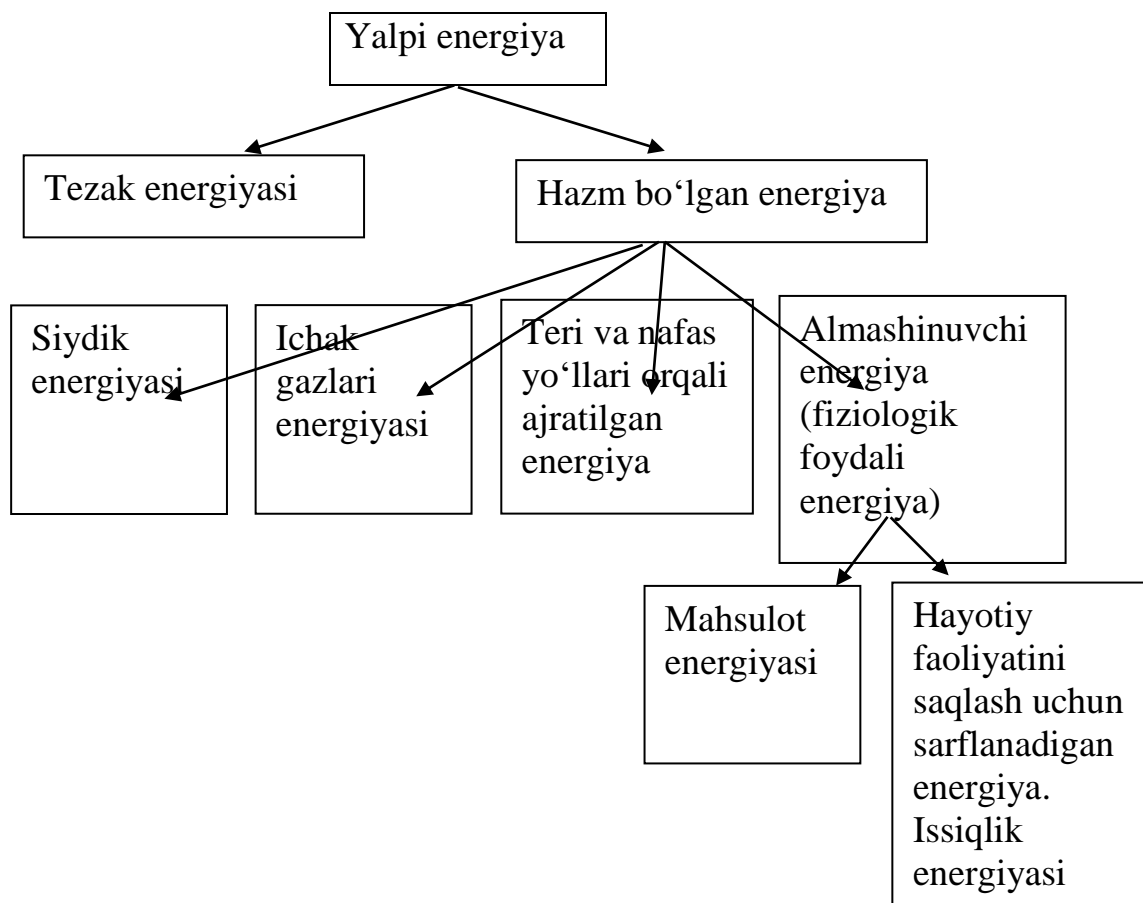 Yalpi energiya
Tezak energiyasi
Hazm bo‘lgan energiya
Siydik
energiyasi
Ichak
gazlari
energiyasi
Teri va nafas
yo‘llari orqali
ajratilgan
energiya
Almashinuvchi
energiya
(fiziologik
foydali
energiya)
Mahsulot
energiyasi
Hayotiy
faoliyatini
saqlash uchun
sarflanadigan
energiya.
Issiqlik
energiyasi